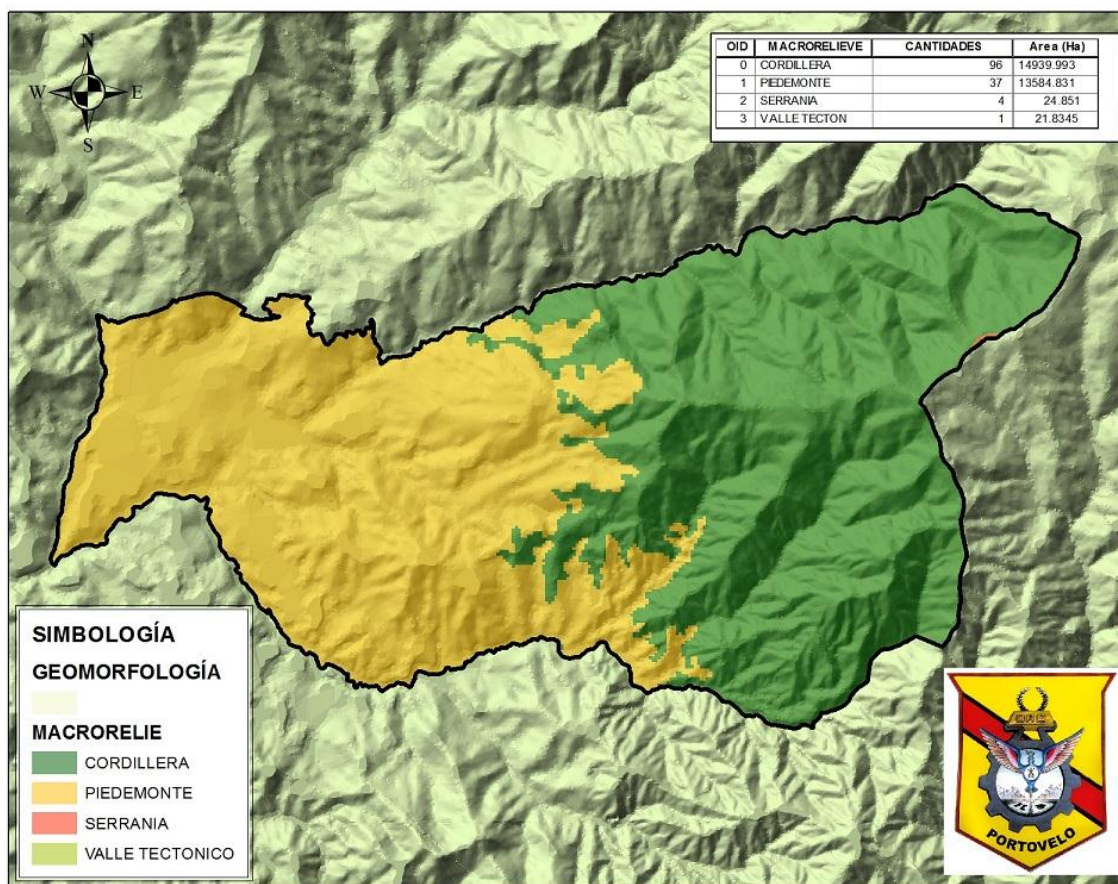 OID MACRORELIEVE CANTIDADES Area (Ha)
0 CORDILLERA 96 14939.993
1 PIEDEMONTE 37 13584.831
2 SERRANIA 4 24.851
3 VALLE TECTON 1 21.8345
N
W E
S
SIMBOLOGÍA
GEOMORFOLOGÍA
MACRORELIE
CORDILLERA
PIEDEMONTE
SERRANIA
VALLE TECTONICO
PORTOVELO